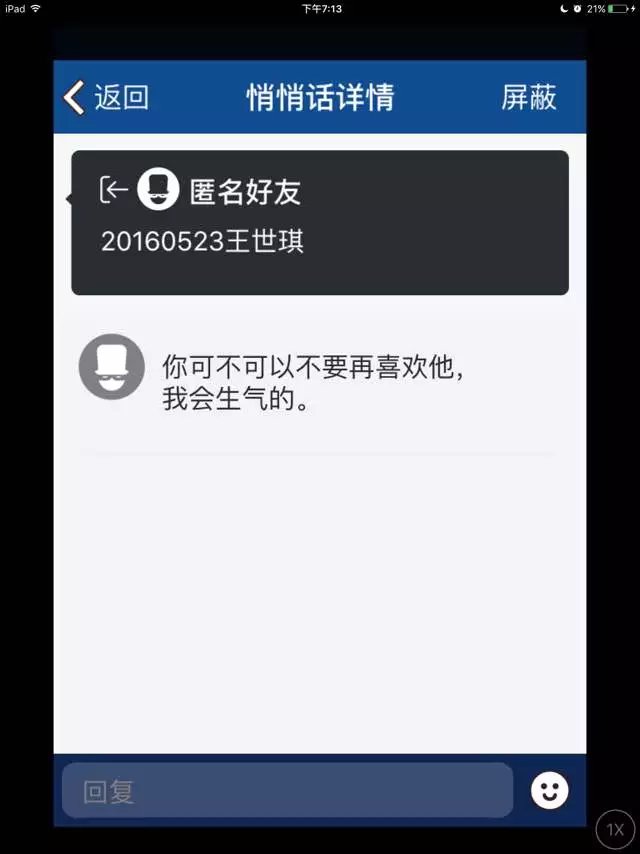 iPad
下午7:13
21%
返回
悄悄话详情
屏蔽
匿名好友
20160523王世琪
你可不可以不要再喜欢他，
我会生气的。
回复
1X